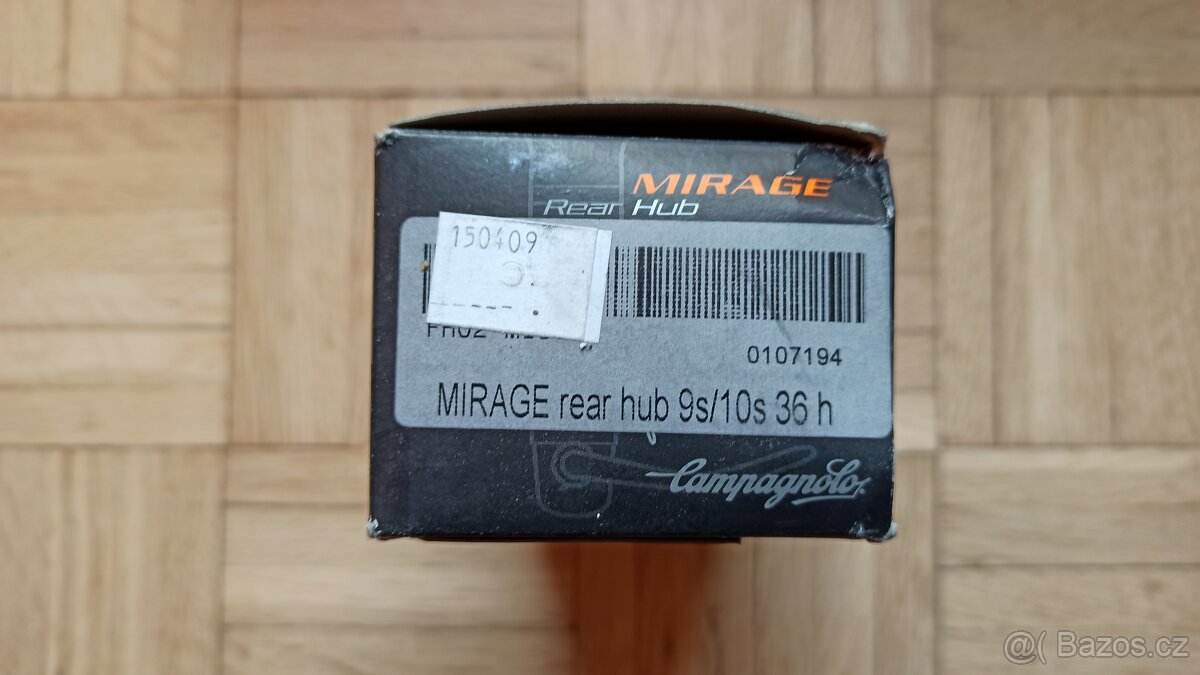 MIRAGE
Rear Hub
150409
0107194
MIRAGE rear hub 9s/10s 36 h
Campagnolo
@( Bazos.cz